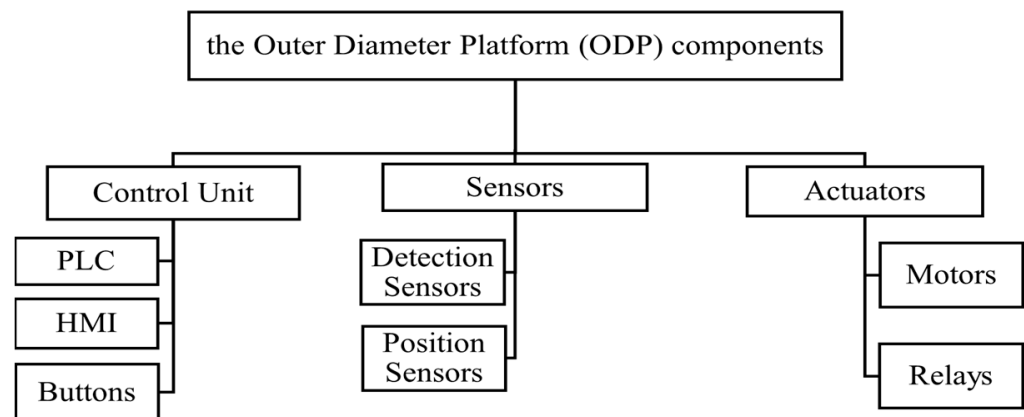 the Outer Diameter Platform (ODP) components
Control Unit
Sensors
Actuators
PLC
HMI
Buttons
Detection
Sensors
Position
Sensors
Motors
Relays